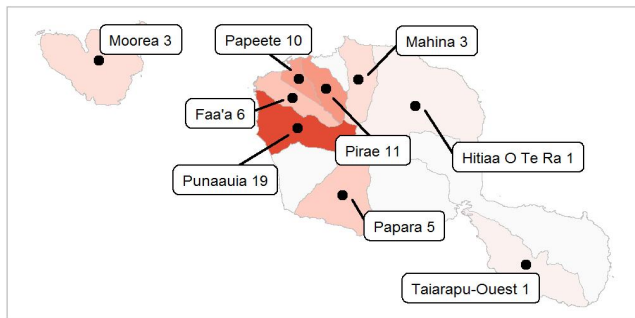 Moorea 3
Papeete 10
Mahina 3
Faa'a 6
Pirae 11
Hitiaa O Te Ra 1
Punaauia 19
Papara 5
Taiarapu-Ouest 1